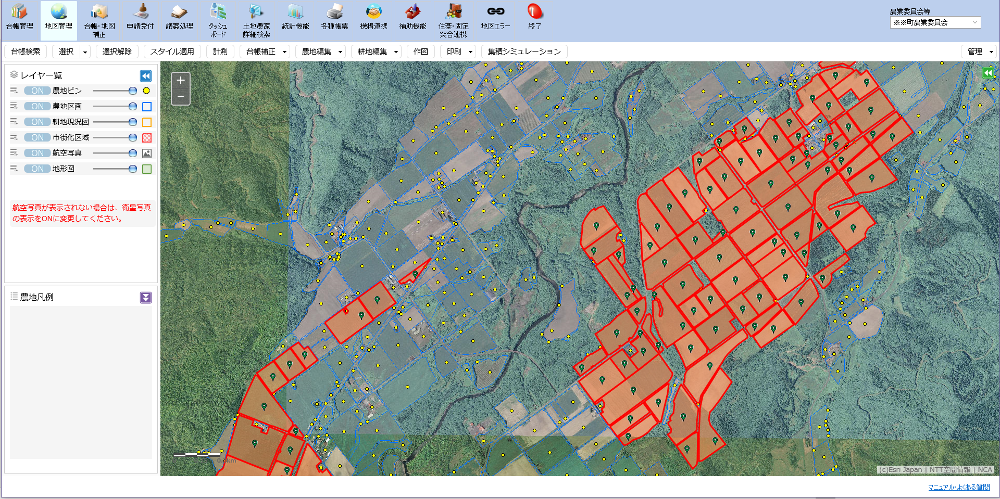 台帳管理
地図管理
台帳・地図
補正
申請受付
議案処理
ダッシュ
ボード
土地農家
詳細検索
統計機能
各種帳票
機構連携
補助機能
住基・固定
突合連携
地図エラー
終了
農業委員会等
※※町農業委員会
台帳検索
選択
選択解除
スタイル適用
計測
台帳補正
農地編集
耕地編集
作図
印刷
集積シミュレーション
管理
レイヤ一覧
ON 農地ピン
ON 農地区画
ON 耕地現況図
ON 市街化区域
ON 航空写真
ON 地形図
航空写真が表示されない場合は、衛星写真
の表示をONに変更してください。
農地凡例
+
−
(c)Esri Japan | NTT空間情報 | NCA
マニュアル・よくある質問